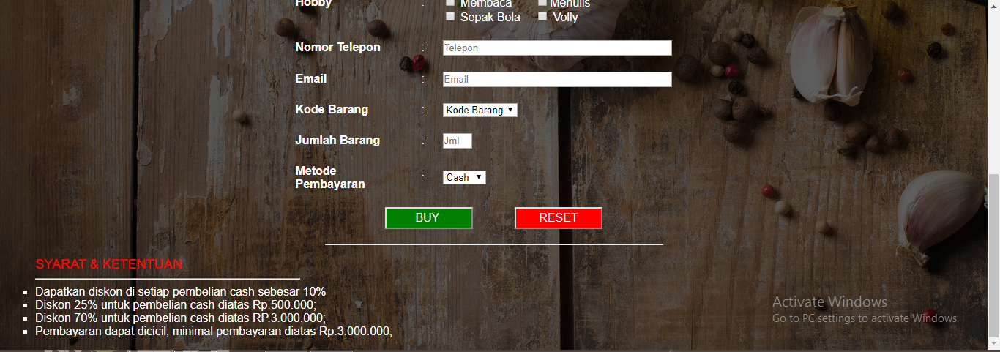 Hobby : Membaca Menulis
Sepak Bola Volly
Nomor Telepon : Telepon
Email : Email
Kode Barang : Kode Barang
Jumlah Barang : Jml
Metode : Cash
Pembayaran
BUY RESET
SYARAT & KETENTUAN
Dapatkan diskon di setiap pembelian cash sebesar 10%
Diskon 25% untuk pembelian cash diatas Rp.500.000;
Diskon 70% untuk pembelian cash diatas RP.3.000.000;
Pembayaran dapat dicicil, minimal pembayaran diatas Rp.3.000.000;
Activate Windows
Go to PC settings to activate Windows.